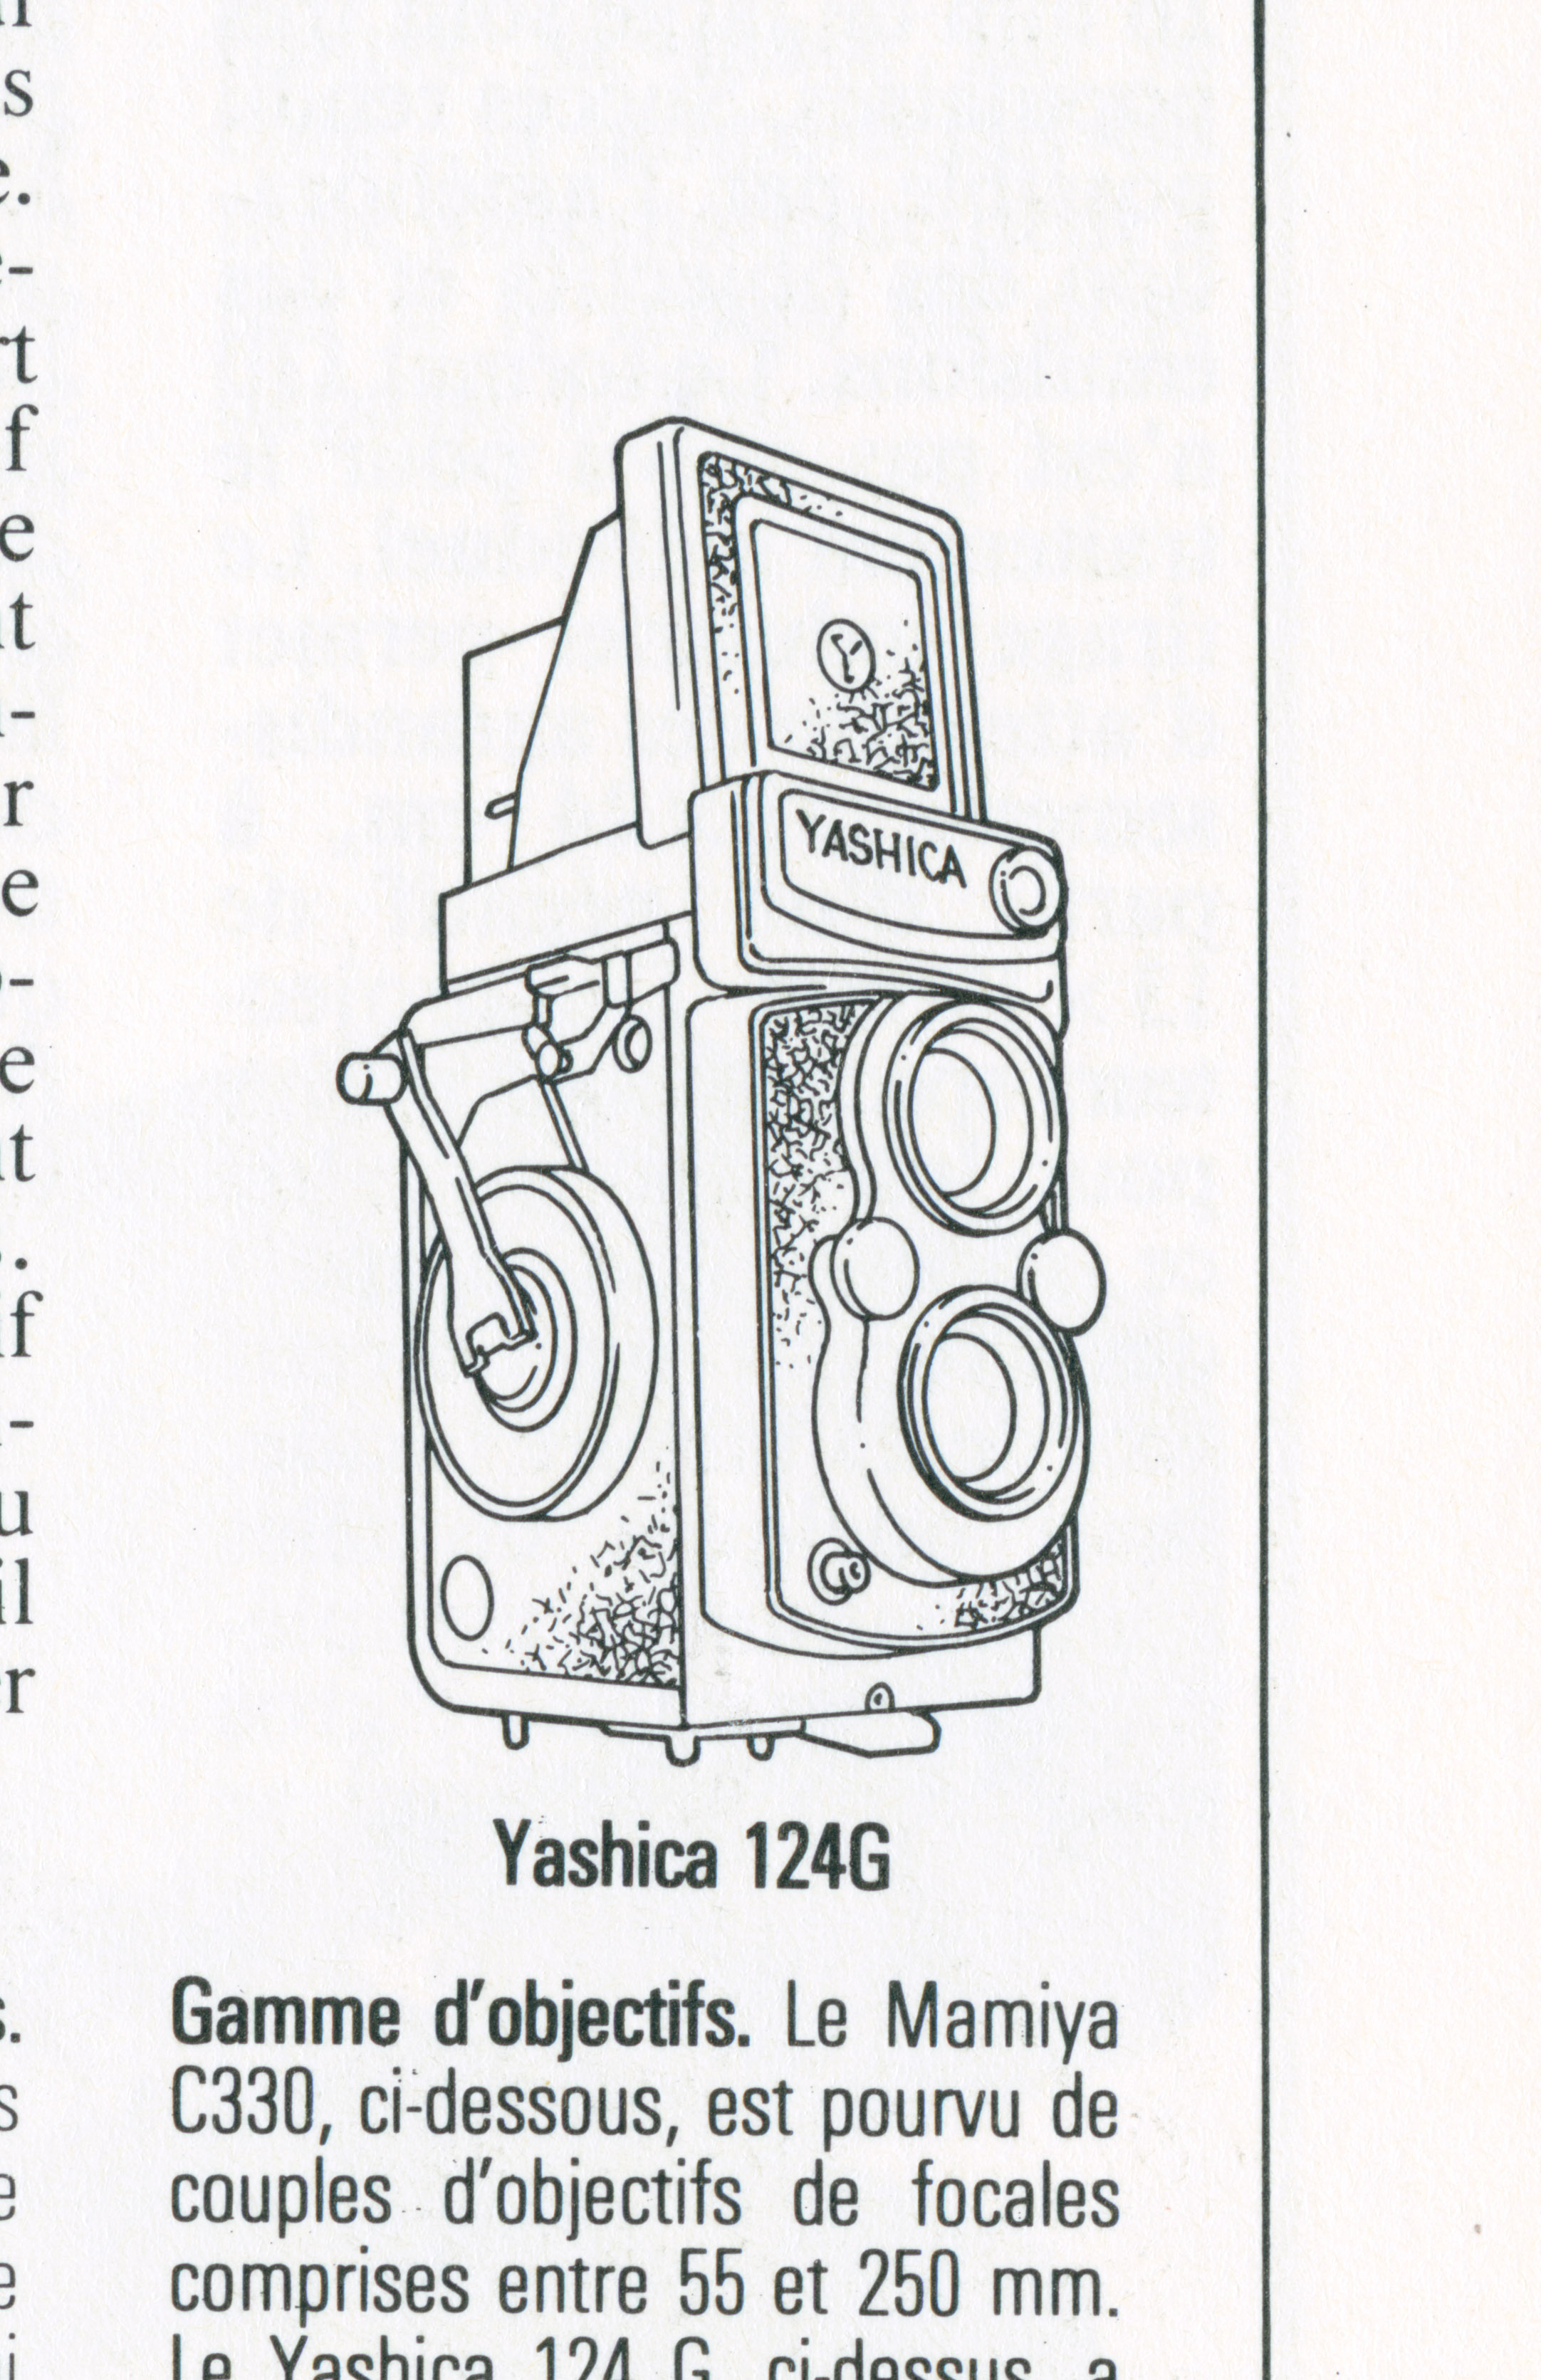 s
e.
rt
f
e
r
e
e
u
r
Y
YASHICA
Yashica 124G
s.
s
e
e
Gamme d'objectifs. Le Mamiya
C330, ci-dessous, est pourvu de
couples d'objectifs de focales
comprises entre 55 et 250 mm.
Le Yashica 124 G, ci-dessus, a